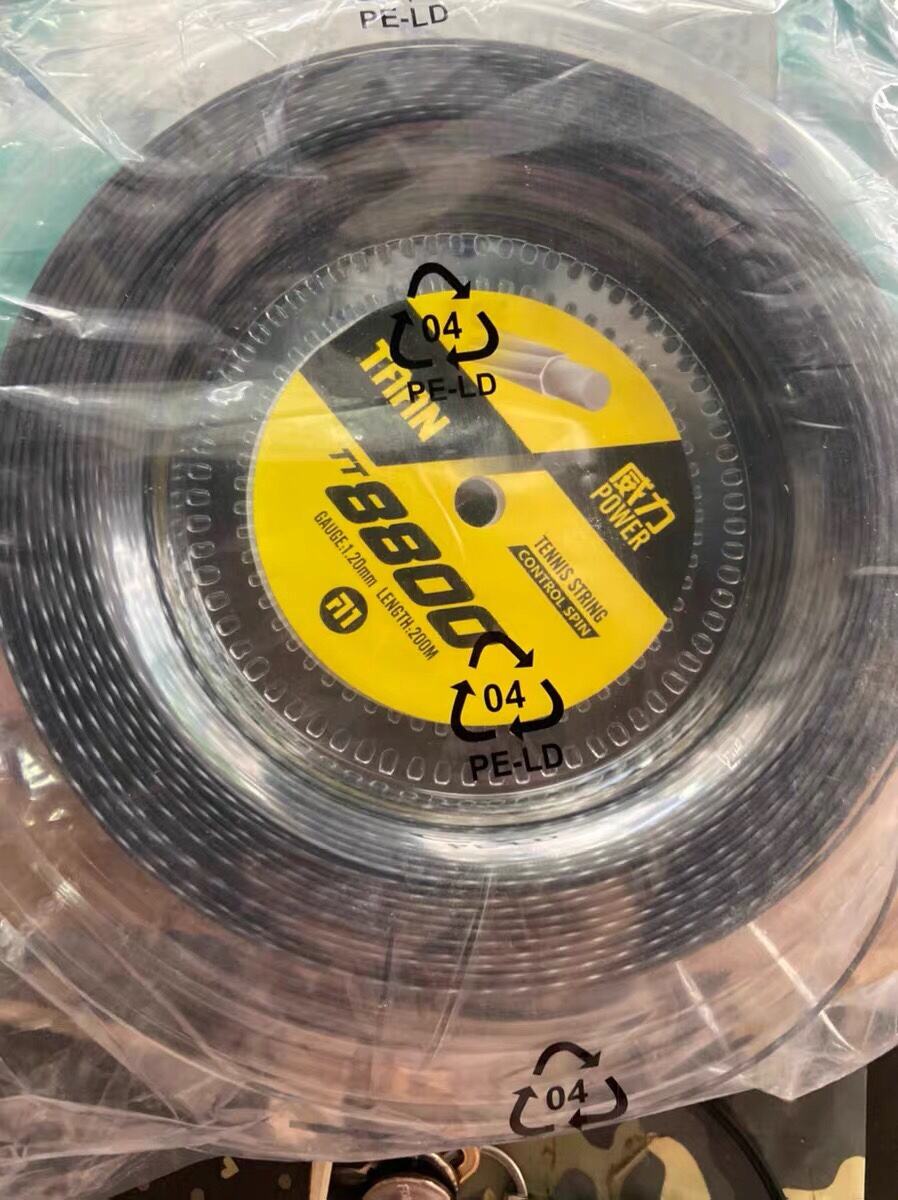 PE-LD
04
PE-LD
TAAN
威力
POWER
TT
8800
GAUGE:1.20mm LENGTH:200M
TENNIS STRING
CONTROL SPIN
04
PE-LD
04